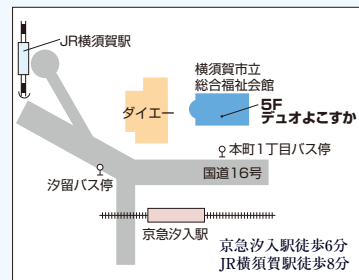 JR横須賀駅
横須賀市立
総合福祉会館
ダイエー
5F
デュオよこすか
本町1丁目バス停
汐留バス停
国道16号
京急汐入駅
京急汐入駅徒歩6分
JR横須賀駅徒歩8分